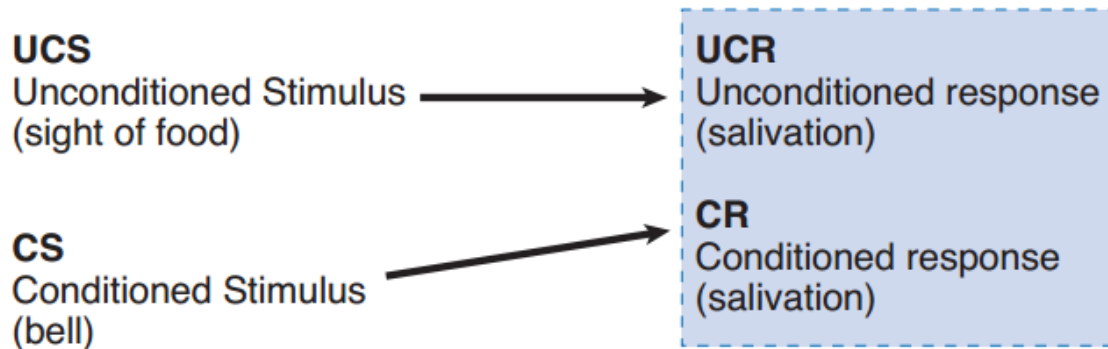 UCS
Unconditioned Stimulus
(sight of food)
UCR
Unconditioned response
(salivation)
CS
Conditioned Stimulus
(bell)
CR
Conditioned response
(salivation)